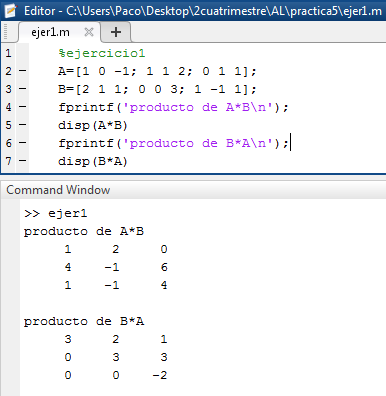 Editor - C:\Users\Paco\Desktop\2cuatrimestre\AL\practica5\ejer1.m
ejer1.m × +
1 %ejercicio1
2 – A=[1 0 -1; 1 1 2; 0 1 1];
3 – B=[2 1 1; 0 0 3; 1 -1 1];
4 – fprintf('producto de A*B\n');
5 – disp(A*B)
6 – fprintf('producto de B*A\n');
7 – disp(B*A)
Command Window
>> ejer1
producto de A*B
1 2 0
4 -1 6
1 -1 4
producto de B*A
3 2 1
0 3 3
0 0 -2